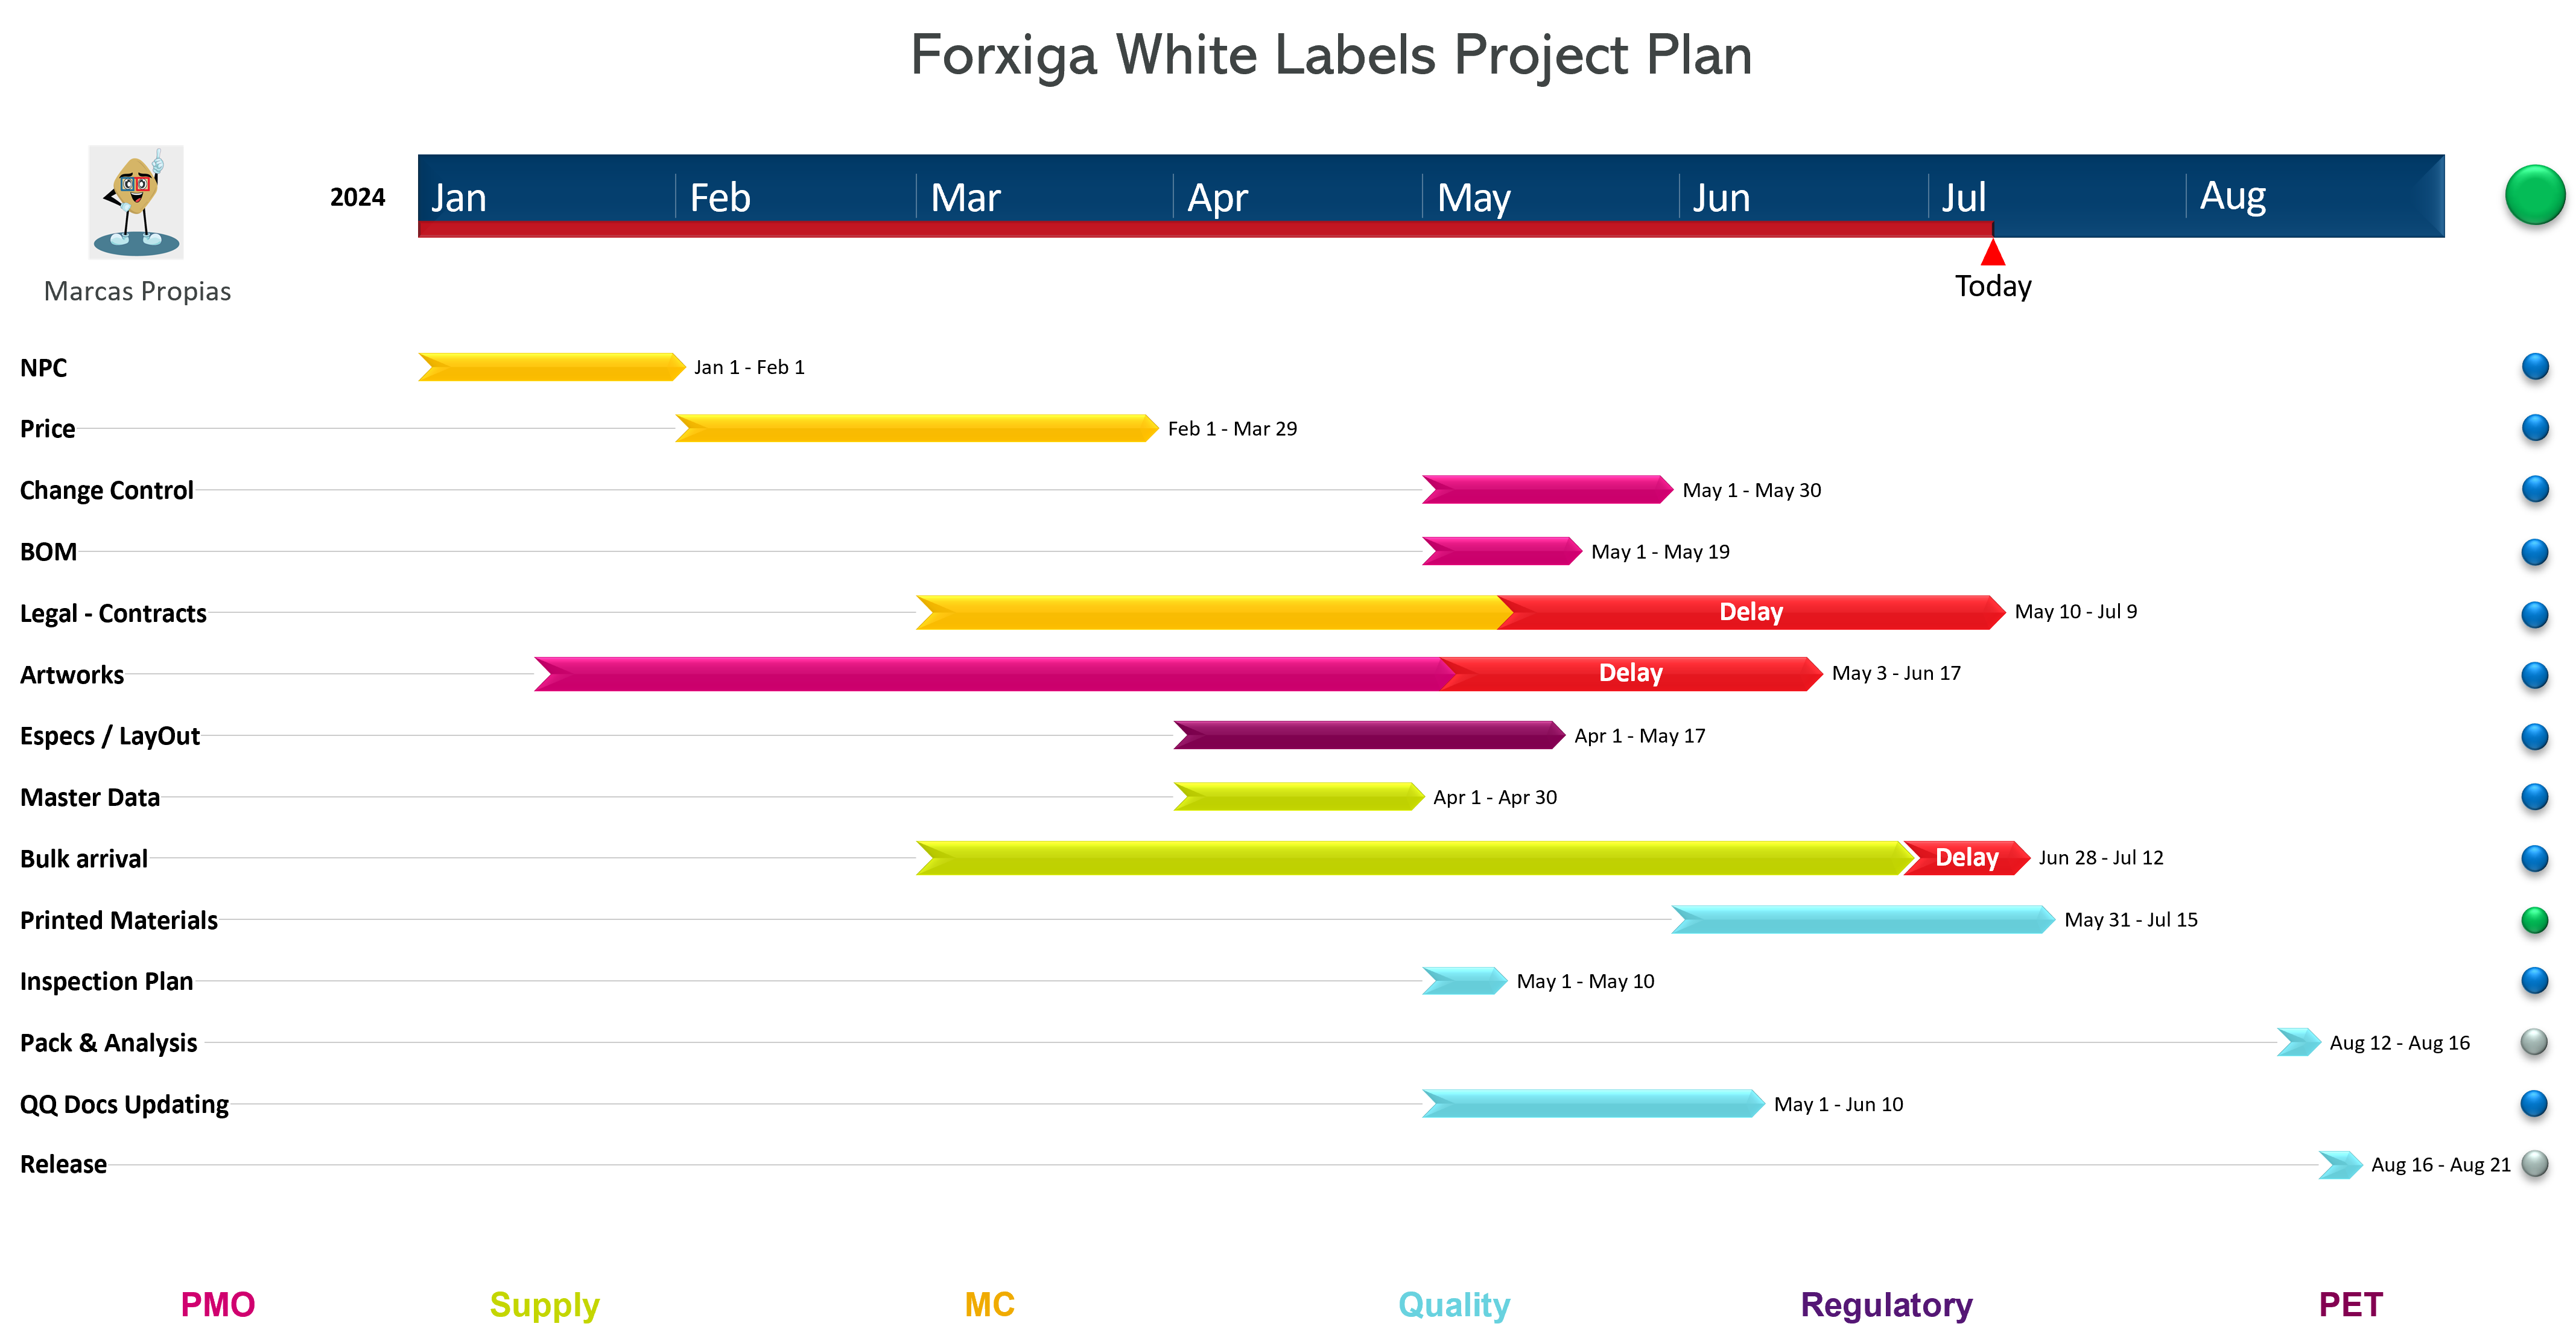 Forxiga White Labels Project Plan
2024 Jan Feb Mar Apr May Jun Jul Aug
Marcas Propias
Today
NPC Jan 1 - Feb 1
Price Feb 1 - Mar 29
Change Control May 1 - May 30
BOM May 1 - May 19
Legal - Contracts Delay May 10 - Jul 9
Artworks Delay May 3 - Jun 17
Especs / LayOut Apr 1 - May 17
Master Data Apr 1 - Apr 30
Bulk arrival Delay Jun 28 - Jul 12
Printed Materials May 31 - Jul 15
Inspection Plan May 1 - May 10
Pack & Analysis Aug 12 - Aug 16
QQ Docs Updating May 1 - Jun 10
Release Aug 16 - Aug 21
PMO Supply MC Quality Regulatory PET